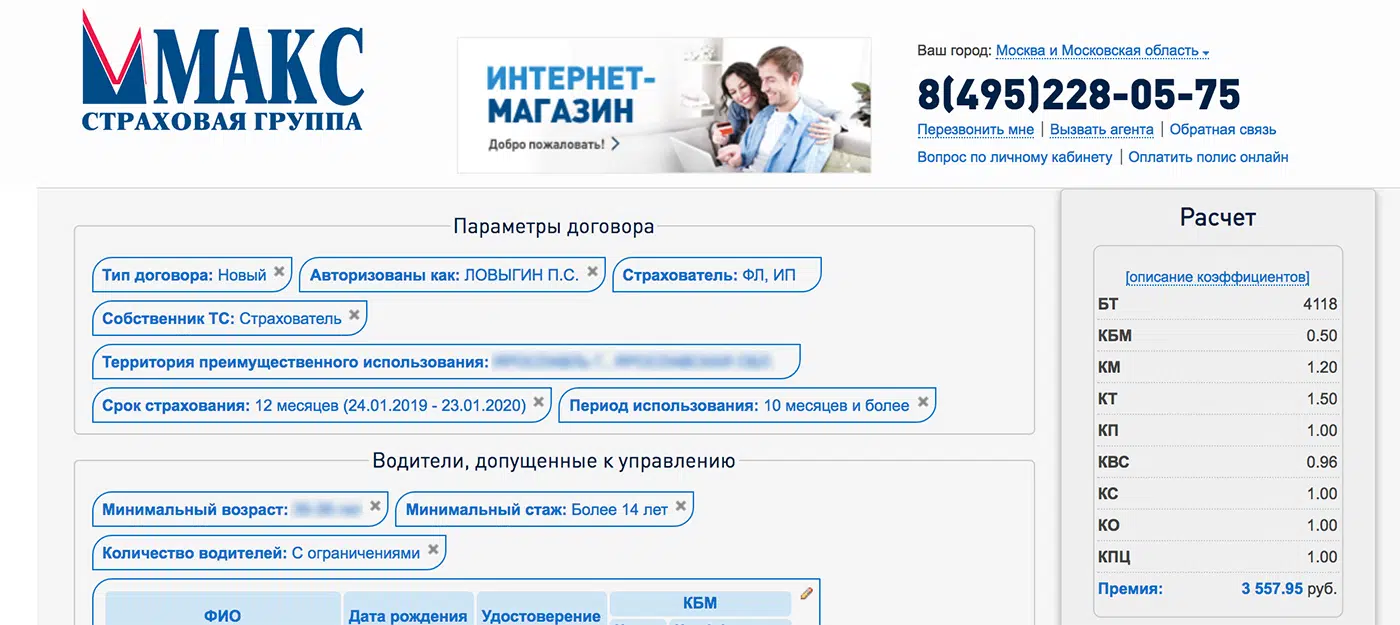 МАКС
СТРАХОВАЯ ГРУППА
ИНТЕРНЕТ-
МАГАЗИН
Добро пожаловать!
Ваш город: Москва и Московская область
8(495)228-05-75
Перезвонить мне | Вызвать агента | Обратная связь
Вопрос по личному кабинету | Оплатить полис онлайн
Параметры договора
Тип договора: Новый
Авторизованы как: ЛОВЫГИН П.С.
Страхователь: ФЛ, ИП
Собственник ТС: Страхователь
Территория преимущественного использования:
Срок страхования: 12 месяцев (24.01.2019 - 23.01.2020)
Период использования: 10 месяцев и более
Водители, допущенные к управлению
Минимальный возраст:
Минимальный стаж: Более 14 лет
Количество водителей: С ограничениями
ФИО
Дата рождения
Удостоверение
КБМ
Расчет
[описание коэффициентов]
БТ 4118
КБМ 0.50
КМ 1.20
КТ 1.50
КП 1.00
КВС 0.96
КС 1.00
КО 1.00
КПЦ 1.00
Премия: 3 557.95 руб.